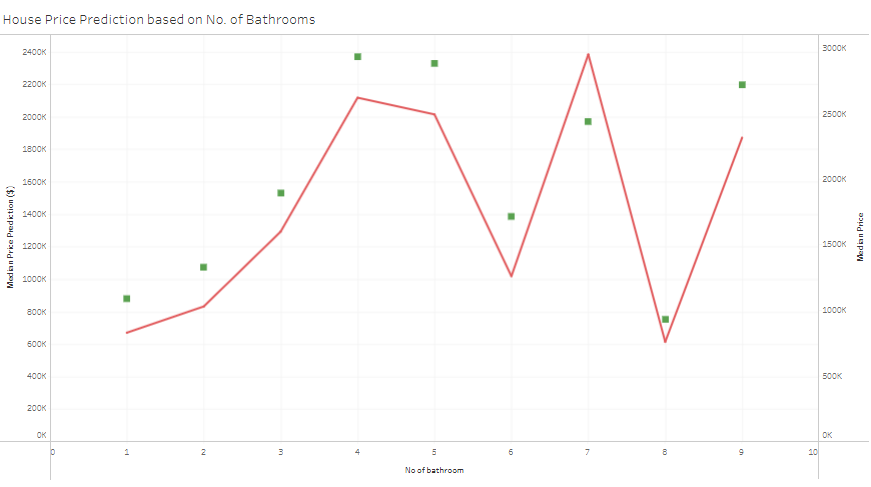 House Price Prediction based on No. of Bathrooms
2400K
2200K
2000K
1800K
1600K
1400K
1200K
1000K
800K
600K
400K
200K
0K
Median Price Prediction ($)
3000K
2500K
2000K
1500K
1000K
500K
0K
Median Price
0 1 2 3 4 5 6 7 8 9 10
No of bathroom